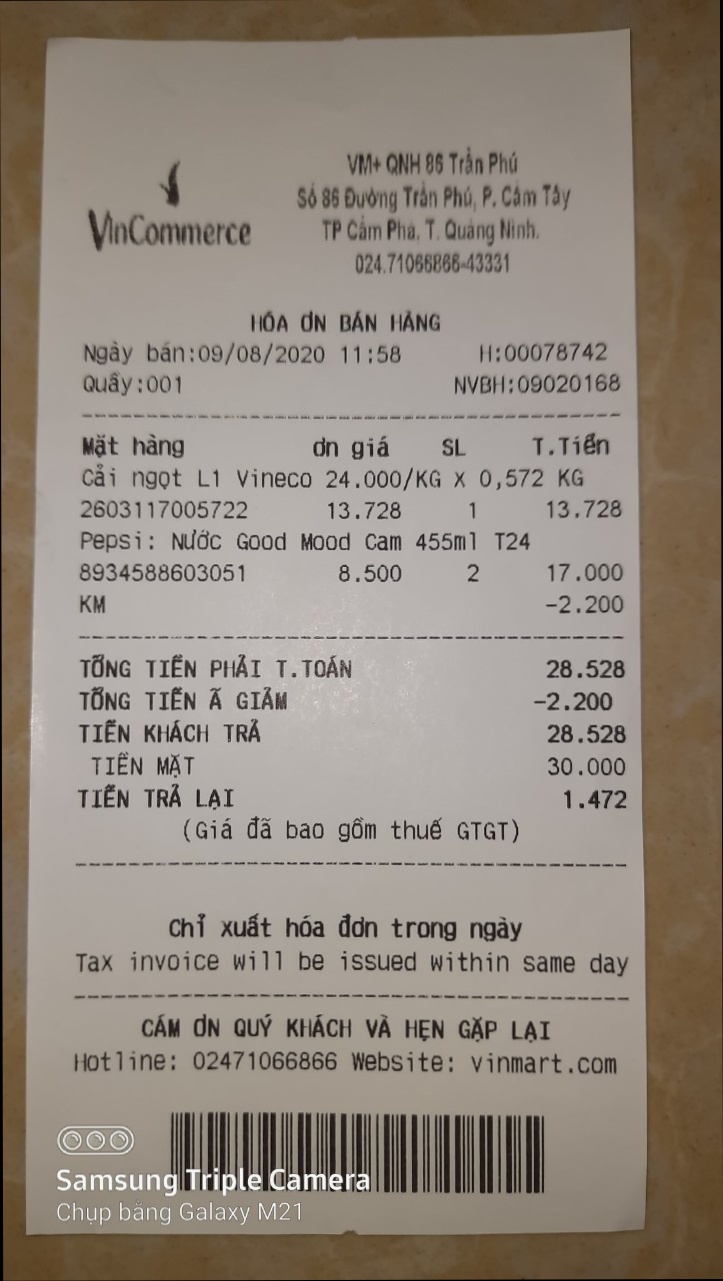 VinCommerce
VM+ QNH 86 Trần Phú
Số 86 Đường Trần Phú, P. Cẩm Tây
TP Cẩm Phả, T. Quảng Ninh.
024.71066866-43331
HÓA ƠN BÁN HÀNG
Ngày bán:09/08/2020 11:58 H:00078742
Quầy:001 NVBH:09020168
Mặt hàng ơn giá SL T.Tiền
Cải ngọt L1 Vineco 24.000/KG X 0,572 KG
2603117005722 13.728 1 13.728
Pepsi: Nước Good Mood Cam 455ml T24
8934588603051 8.500 2 17.000
KM -2.200
TỔNG TIỀN PHẢI T.TOÁN 28.528
TỔNG TIỀN Ã GIẢM -2.200
TIỀN KHÁCH TRẢ 28.528
TIỀN MẶT 30.000
TIỀN TRẢ LẠI 1.472
(Giá đã bao gồm thuế GTGT)
Chỉ xuất hóa đơn trong ngày
Tax invoice will be issued within same day
CÁM ƠN QUÝ KHÁCH VÀ HẸN GẶP LẠI
Hotline: 02471066866 Website: vinmart.com
Samsung Triple Camera
Chụp bằng Galaxy M21